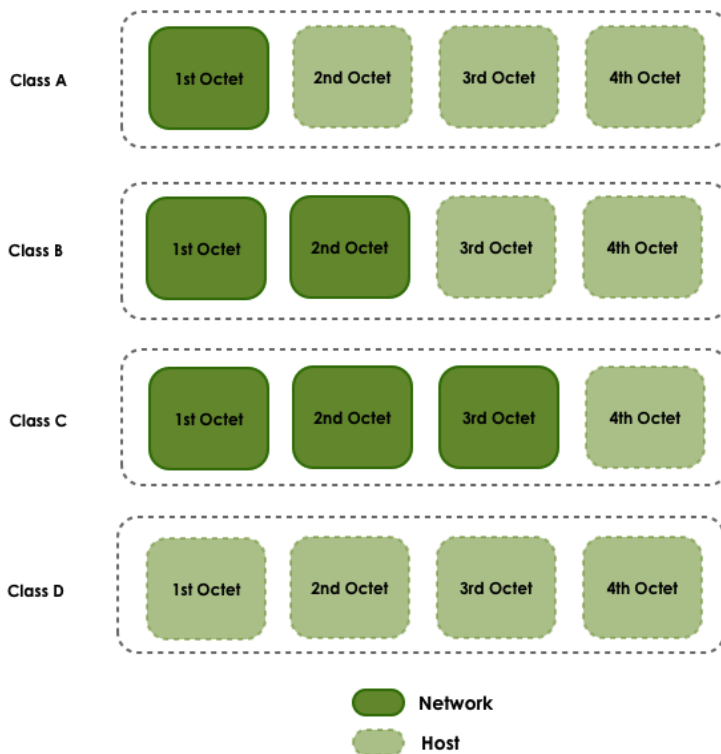 Class A
1st Octet
2nd Octet
3rd Octet
4th Octet
Class B
1st Octet
2nd Octet
3rd Octet
4th Octet
Class C
1st Octet
2nd Octet
3rd Octet
4th Octet
Class D
1st Octet
2nd Octet
3rd Octet
4th Octet
Network
Host